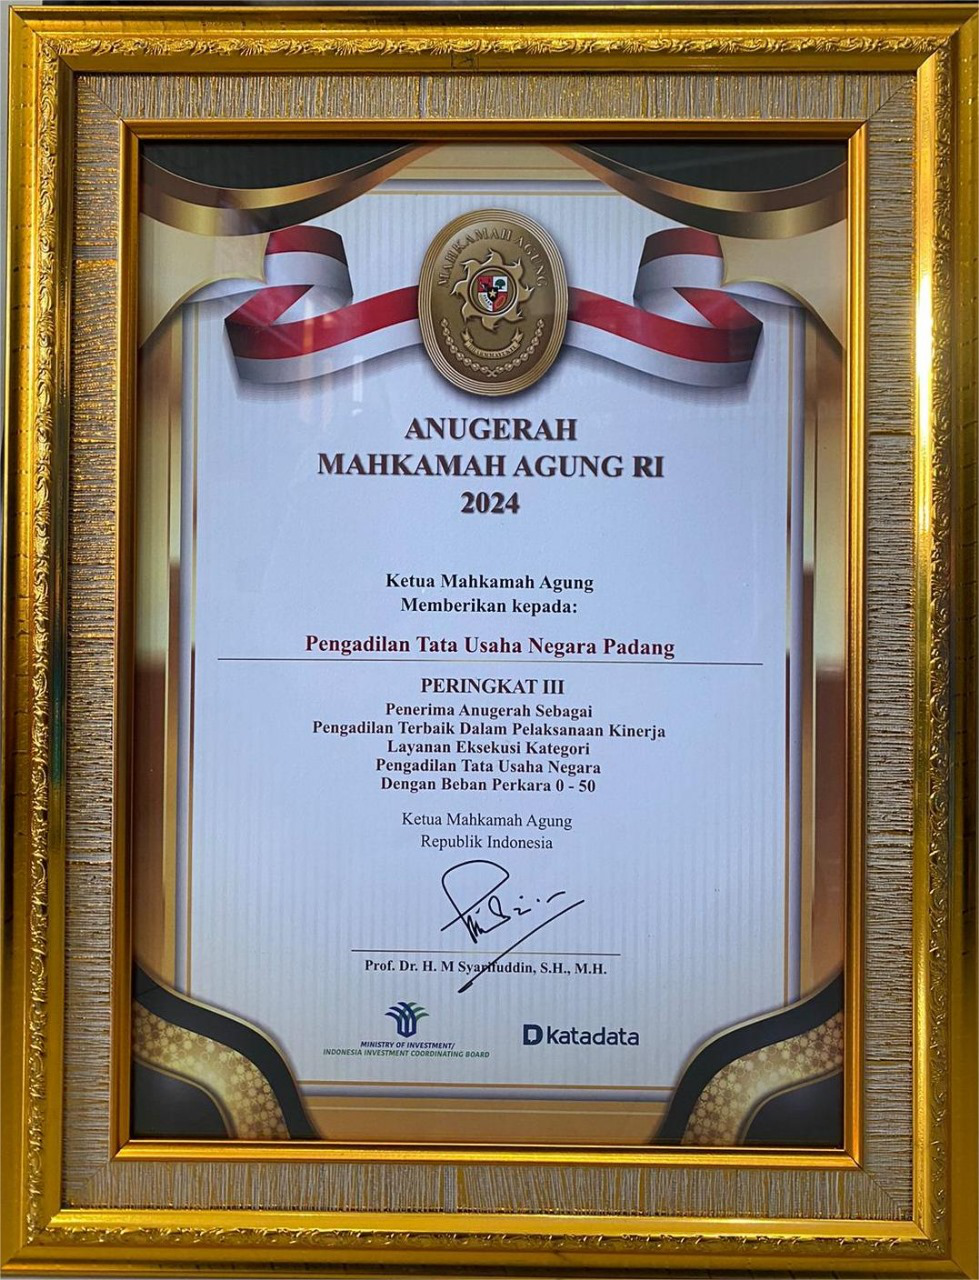 MAHKAMAH AGUNG
ANUGERAH
MAHKAMAH AGUNG RI
2024
Ketua Mahkamah Agung
Memberikan kepada:
Pengadilan Tata Usaha Negara Padang
PERINGKAT III
Penerima Anugerah Sebagai
Pengadilan Terbaik Dalam Pelaksanaan Kinerja
Layanan Eksekusi Kategori
Pengadilan Tata Usaha Negara
Dengan Beban Perkara 0 - 50
Ketua Mahkamah Agung
Republik Indonesia
Prof. Dr. H. M Syarifuddin, S.H., M.H.
MINISTRY OF INVESTMENT/
INDONESIA INVESTMENT COORDINATING BOARD
katadata